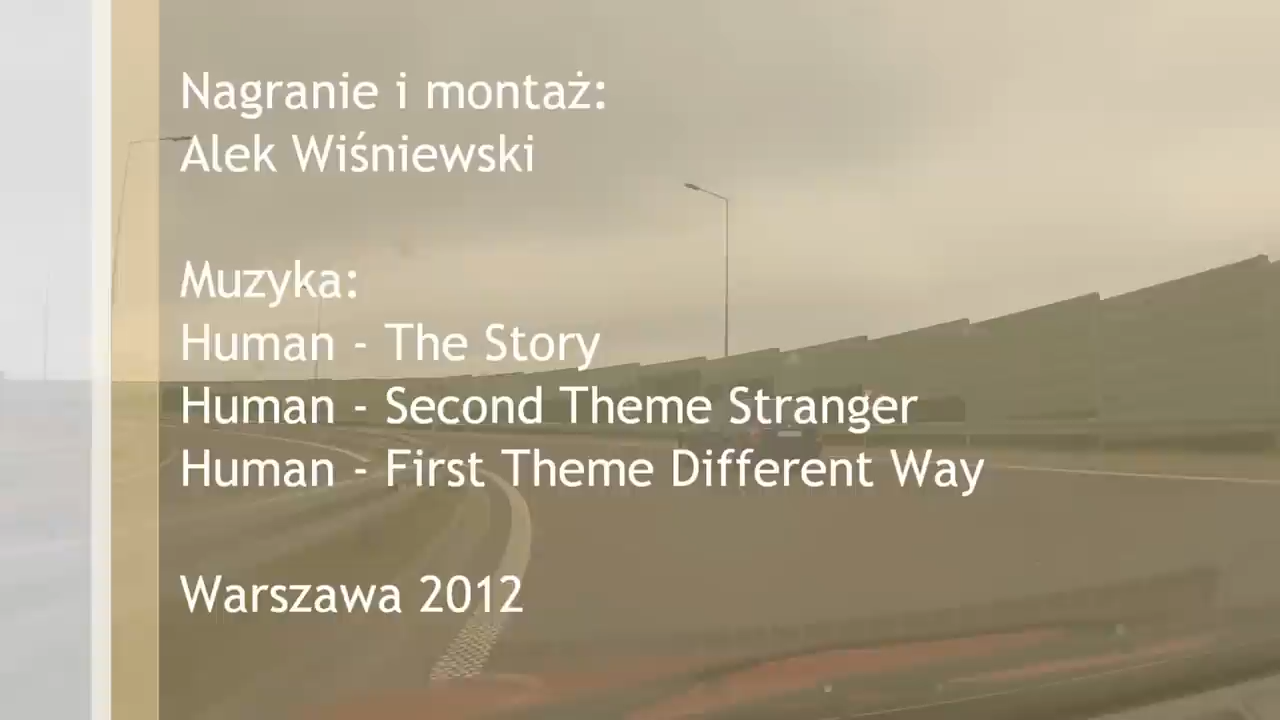 Nagranie i montaż:
Alek Wiśniewski
Muzyka:
Human - The Story
Human - Second Theme Stranger
Human - First Theme Different Way
Warszawa 2012